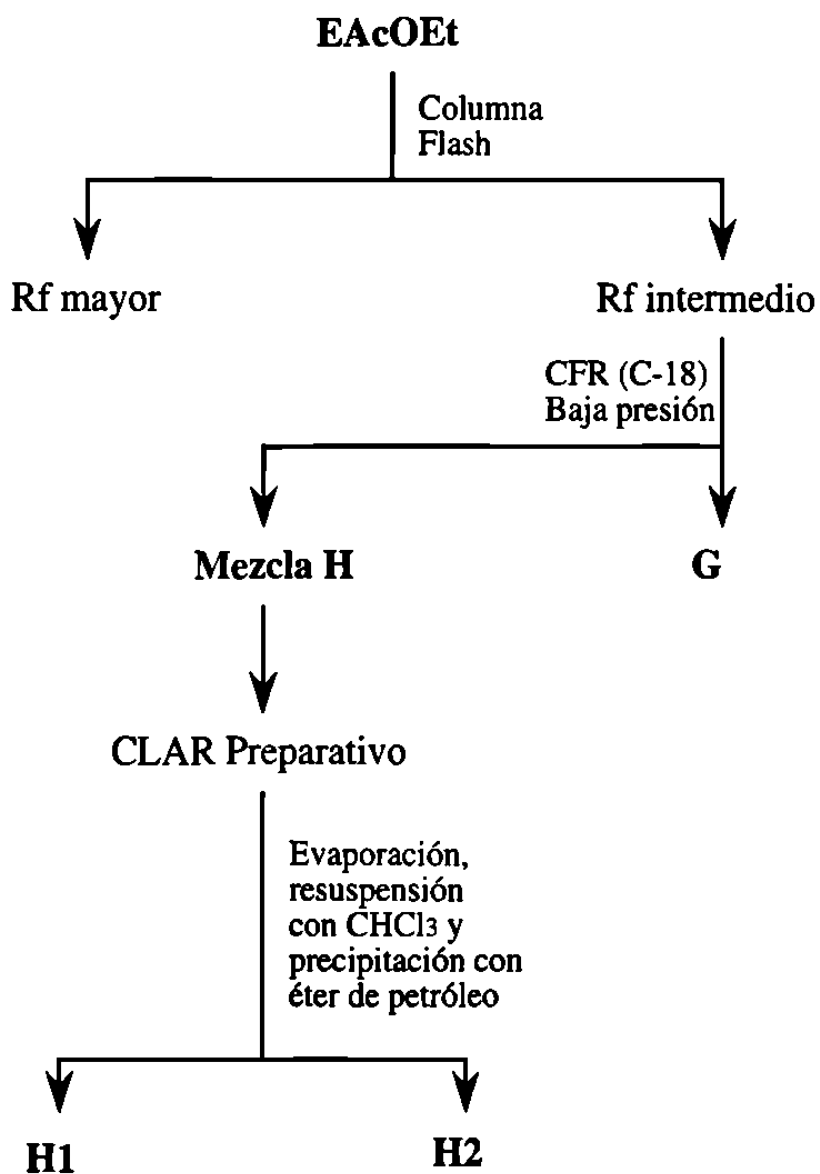 EAcOEt
Columna
Flash
Rf mayor
Rf intermedio
CFR (C-18)
Baja presión
Mezcla H
G
CLAR Preparativo
Evaporación,
resuspensión
con CHCl3 y
precipitación con
éter de petróleo
H1
H2